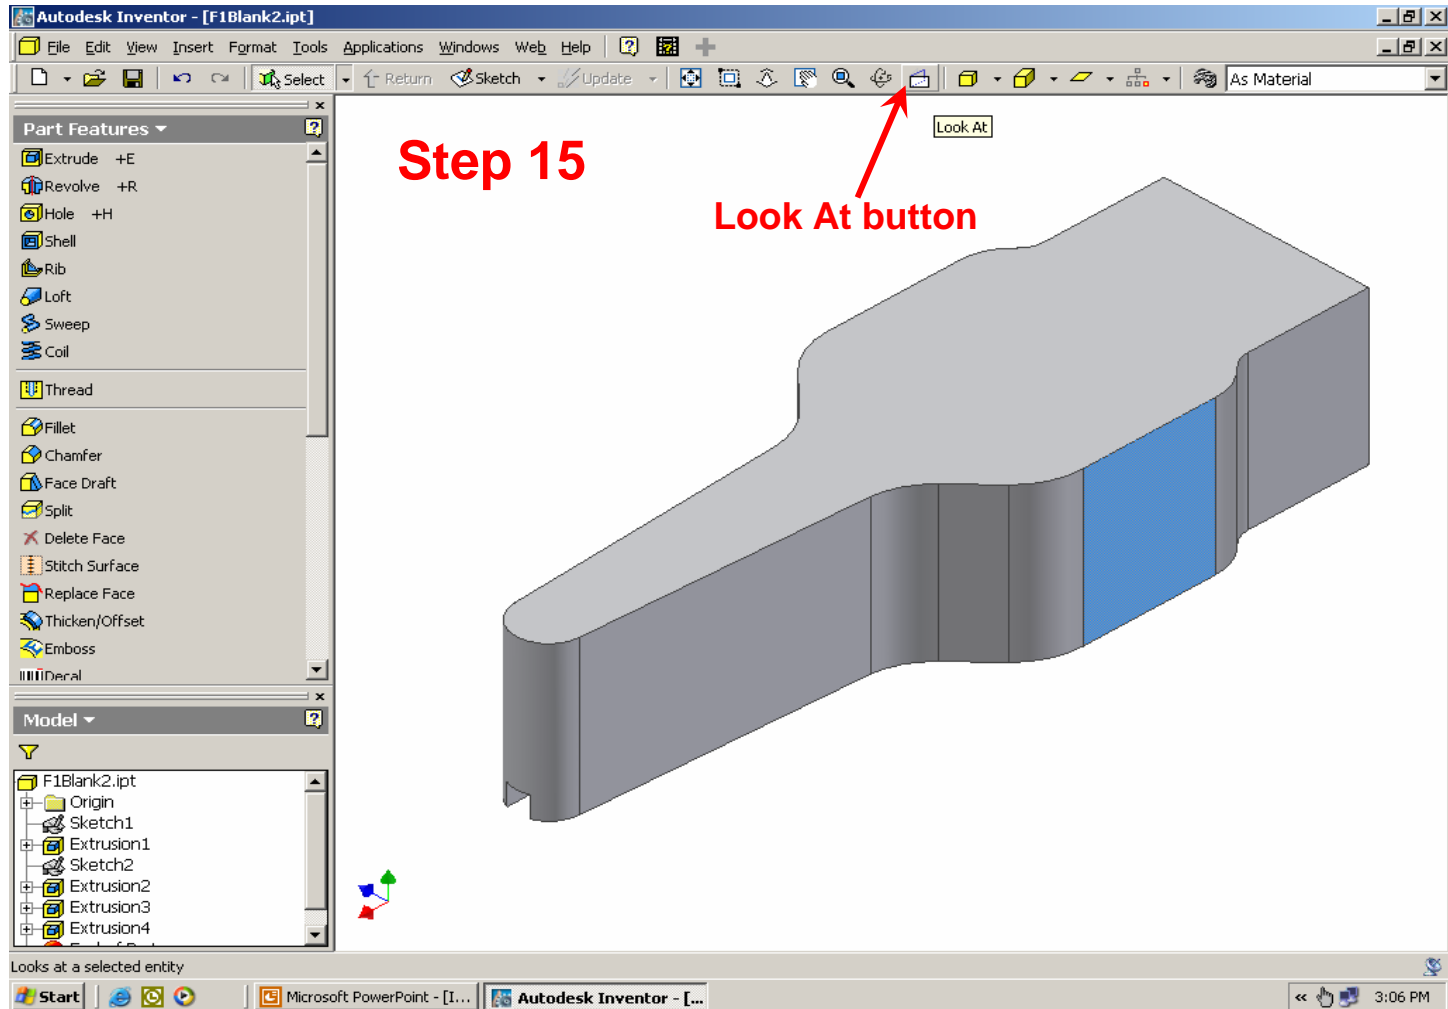 Autodesk Inventor - [F1Blank2.ipt]
File Edit View Insert Format Tools Applications Windows Web Help
Select Return Sketch Update As Material
Look At
Step 15
Look At button
Part Features
Extrude +E
Revolve +R
Hole +H
Shell
Rib
Loft
Sweep
Coil
Thread
Fillet
Chamfer
Face Draft
Split
Delete Face
Stitch Surface
Replace Face
Thicken/Offset
Emboss
Decal
Model
F1Blank2.ipt
Origin
Sketch1
Extrusion1
Sketch2
Extrusion2
Extrusion3
Extrusion4
Looks at a selected entity
Start Microsoft PowerPoint - [I... Autodesk Inventor - [... « 3:06 PM